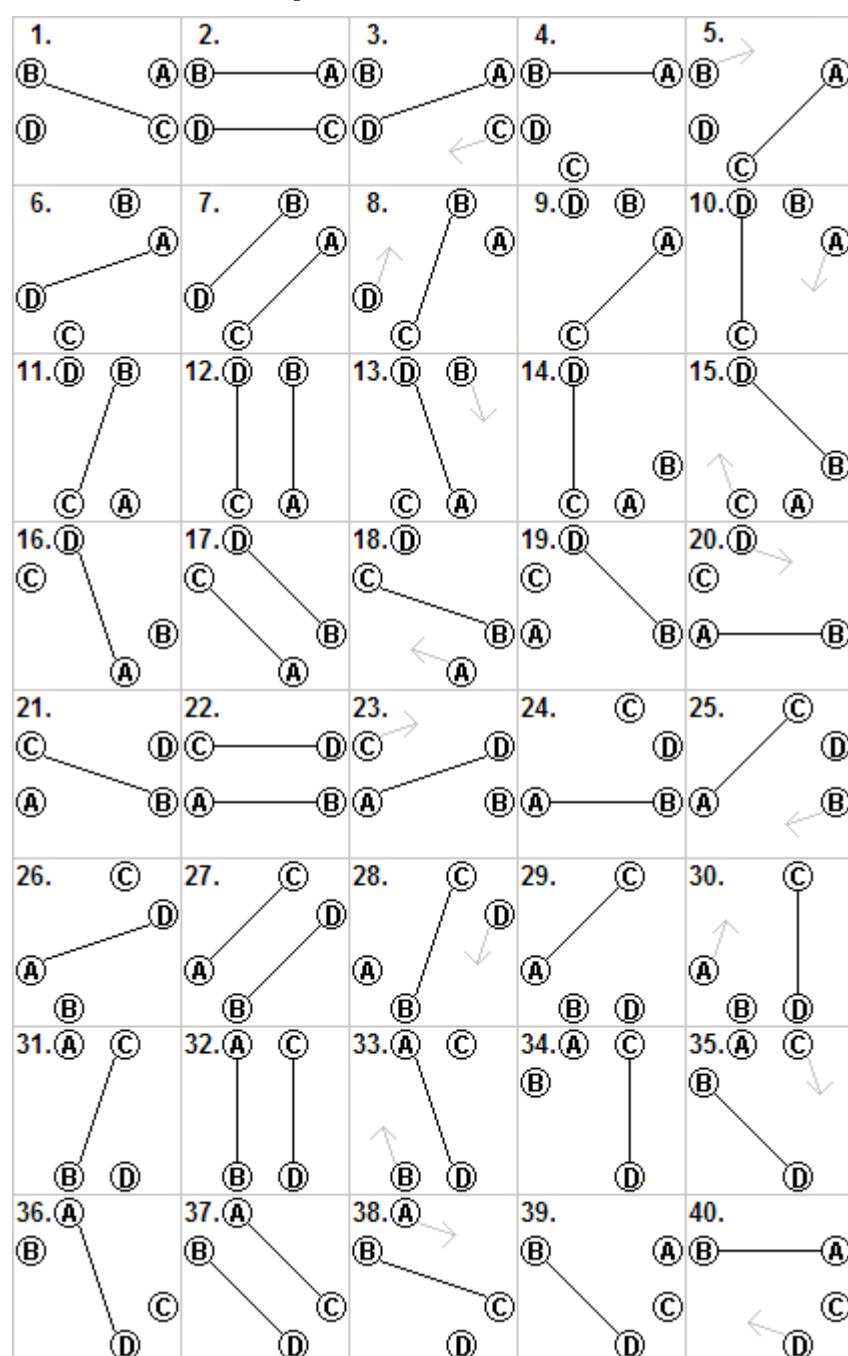 1. 2. 3. 4. 5.
B A B A B A B A B A
D C D C D C D D
C C
6. B 7. B 8. B 9. D B 10. D B
A A A A A
D D D
C C C C C
11. D B 12. D B 13. D B 14. D 15. D
B B
C A C A C A C A C A
16. D 17. D 18. D 19. D 20. D
C C C C C
B B B A B A B
A A A
21. 22. 23. 24. C 25. C
C D C D C D D D
A B A B A B A B A B
26. C 27. C 28. C 29. C 30. C
D D D
A A A A A
B B B B D B D
31. A C 32. A C 33. A C 34. A C 35. A C
B B
B D B D B D D D
36. A 37. A 38. A 39. 40.
B B B B A B A
C C C C C
D D D D D